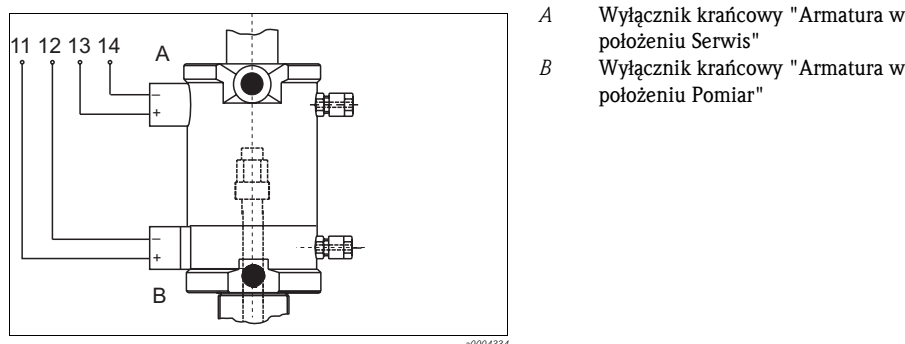 11 12 13 14
A
–
+
–
+
B
A Wyłącznik krańcowy "Armatura w
położeniu Serwis"
B Wyłącznik krańcowy "Armatura w
położeniu Pomiar"